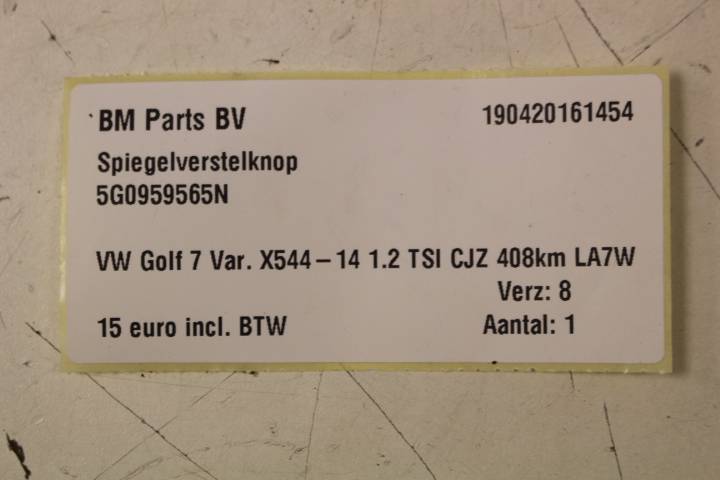 BM Parts BV 190420161454
Spiegelverstelknop
5G0959565N
VW Golf 7 Var. X544-14 1.2 TSI CJZ 408km LA7W
Verz: 8
15 euro incl. BTW Aantal: 1